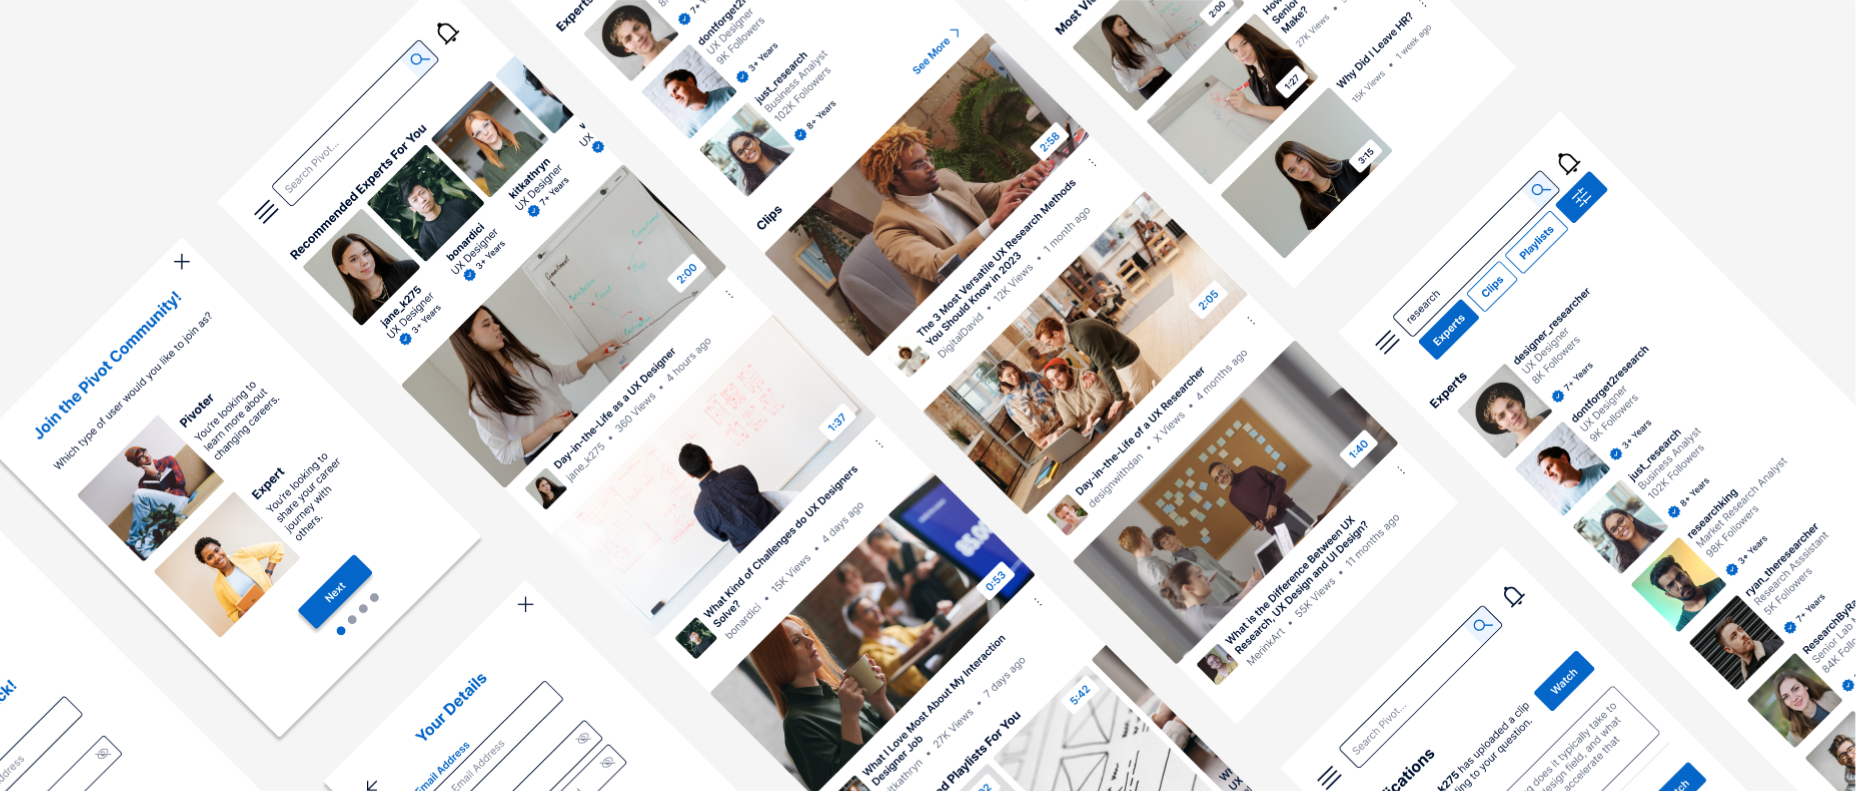 Join the Pivot Community!
Which type of user would you like to join as?
Pivoter
You're looking to
learn more about
changing careers.
Expert
You're looking to
share your career
journey with
others.
Next
Address
Your Details
Email Address
Email Address
Search Pivot...
Recommended Experts For You
jane_k275
UX Designer
3+ Years
bonardici
UX Designer
3+ Years
kitkathryn
UX Designer
7+ Years
UX
2:00
Day-in-the-Life as a UX Designer
jane_k275 • 360 Views • 4 hours ago
1:37
What Kind of Challenges do UX Designers
Solve?
bonardici • 15K Views • 4 days ago
0:53
What I Love Most About My Interaction
Designer Job
kitkathryn • 27K Views • 7 days ago
Experts
7+
dontforget2r
UX Designer
9K Followers
3+ Years
just_research
Business Analyst
102K Followers
8+ Years
See More
Clips
2:58
The 3 Most Versatile UX Research Methods
You Should Know in 2023
DigitalDavid • 12K Views • 1 month ago
2:05
Day-in-the-Life of a UX Researcher
designwithdan • X Views • 4 months ago
1:40
What is the Difference Between UX
Research, UX Design and UI Design?
MerinkArt • 55K Views • 11 months ago
d Playlists For You
5:42
Most Vi
2:00
How
Senior
Make?
27K Views •
1:27
Why Did I Leave HR?
15K Views • 1 week ago
3:15
research
Experts
Clips
Playlists
Experts
designer_researcher
UX Designer
8K Followers
7+ Years
dontforget2research
UX Designer
9K Followers
3+ Years
just_research
Business Analyst
102K Followers
8+ Years
researchking
Market Research Analyst
98K Followers
3+ Years
ryan_theresearcher
Research Assistant
5K Followers
7+ Years
ResearchByRa
Senior Lab M
84K Follo
Search Pivot...
ications
k275 has uploaded a clip
ing to your question.
Watch
does it typically take to
design field, and what
accelerate that